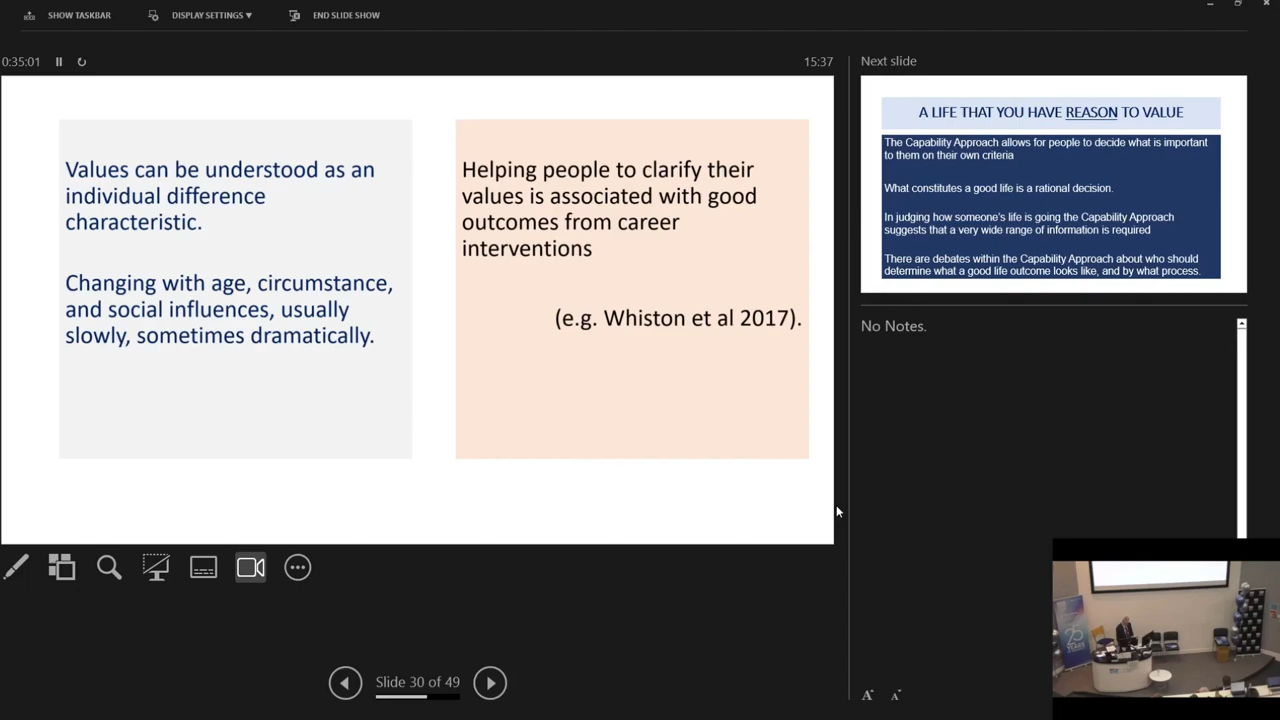 SHOW TASKBAR
DISPLAY SETTINGS ▼
END SLIDE SHOW
0:35:01
15:37
Values can be understood as an
individual difference
characteristic.
Changing with age, circumstance,
and social influences, usually
slowly, sometimes dramatically.
Helping people to clarify their
values is associated with good
outcomes from career
interventions
(e.g. Whiston et al 2017).
Slide 30 of 49
Next slide
A LIFE THAT YOU HAVE REASON TO VALUE
The Capability Approach allows for people to decide what is important
to them on their own criteria
What constitutes a good life is a rational decision.
In judging how someone's life is going the Capability Approach
suggests that a very wide range of information is required
There are debates within the Capability Approach about who should
determine what a good life outcome looks like, and by what process.
No Notes.
A A
25
YEARS